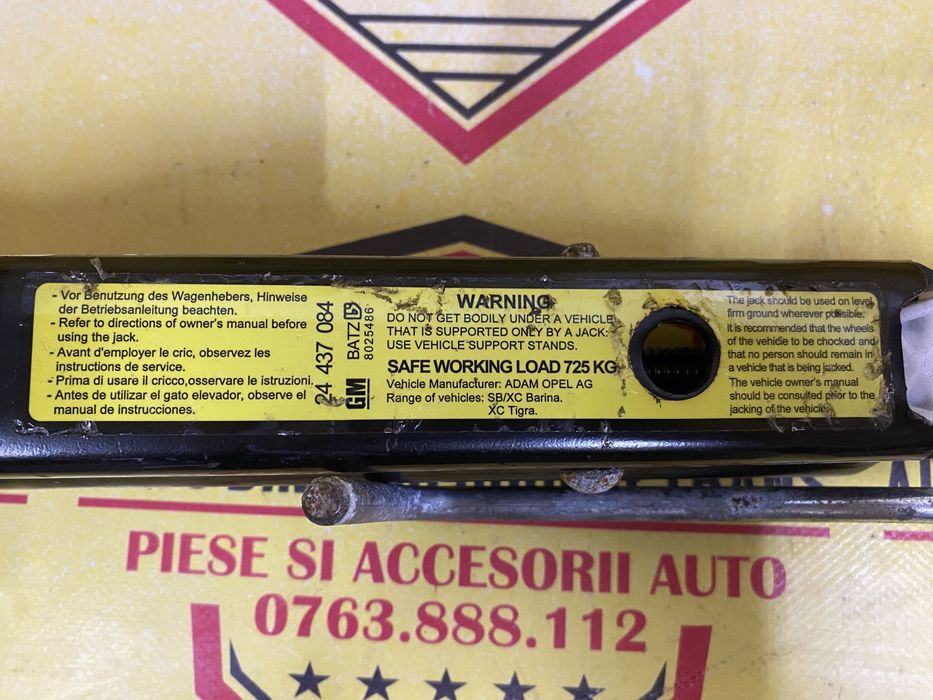 - Vor Benutzung des Wagenhebers, Hinweise
der Betriebsanleitung beachten.
- Refer to directions of owner's manual before
using the jack.
- Avant d'employer le cric, observez les
instructions de service.
- Prima di usare il cricco,osservare le istruzioni.
- Antes de utilizar el gato elevador, observe el
manual de instrucciones.
24 437 084
GM
BATZ
8025486
WARNING
DO NOT GET BODILY UNDER A VEHICLE
THAT IS SUPPORTED ONLY BY A JACK:
USE VEHICLE SUPPORT STANDS.
SAFE WORKING LOAD 725 KG
Vehicle Manufacturer: ADAM OPEL AG
Range of vehicles: SB/XC Barina.
XC Tigra.
The jack should be used on level
firm ground wherever possible.
It is recommended that the wheels
of the vehicle to be chocked and
that no person should remain in
a vehicle that is being jacked.
The vehicle owner's manual
should be consulted prior to the
jacking of the vehicle.
PIESE SI ACCESORII AUTO
0763.888.112